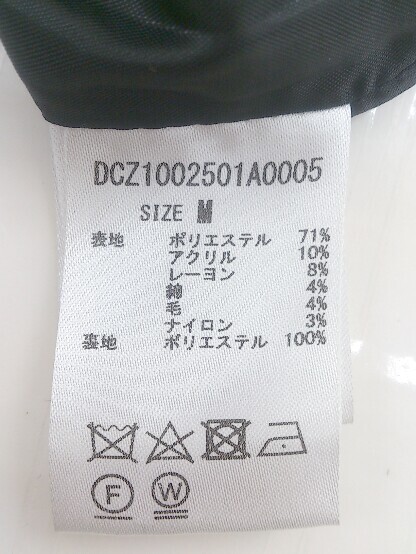 DCZ1002501A0005
SIZE M
表地 ポリエステル 71%
アクリル 10%
レーヨン 8%
綿 4%
毛 4%
ナイロン 3%
裏地 ポリエステル 100%
F W